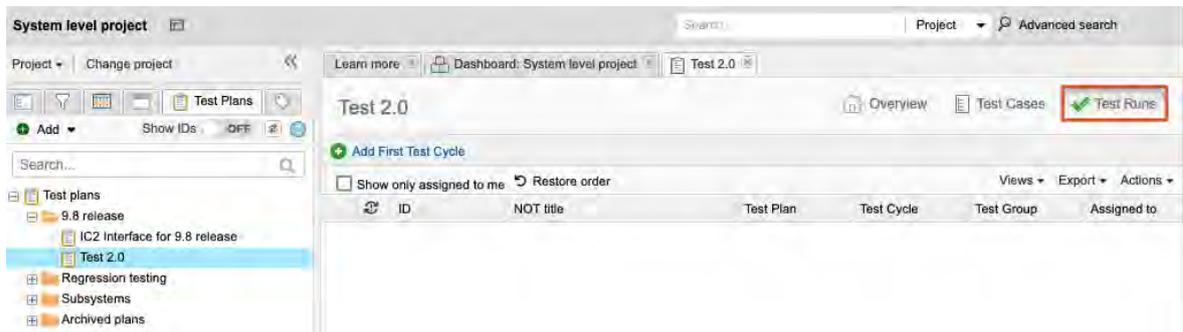 System level project
Search...
Project
Advanced search
Project
Change project
Learn more
Dashboard: System level project
Test 2.0
Test Plans
Test 2.0
Overview
Test Cases
Test Runs
Add
Show IDs
OFF
Add First Test Cycle
Search...
Show only assigned to me
Restore order
Views
Export
Actions
ID
NOT title
Test Plan
Test Cycle
Test Group
Assigned to
Test plans
9.8 release
IC2 Interface for 9.8 release
Test 2.0
Regression testing
Subsystems
Archived plans